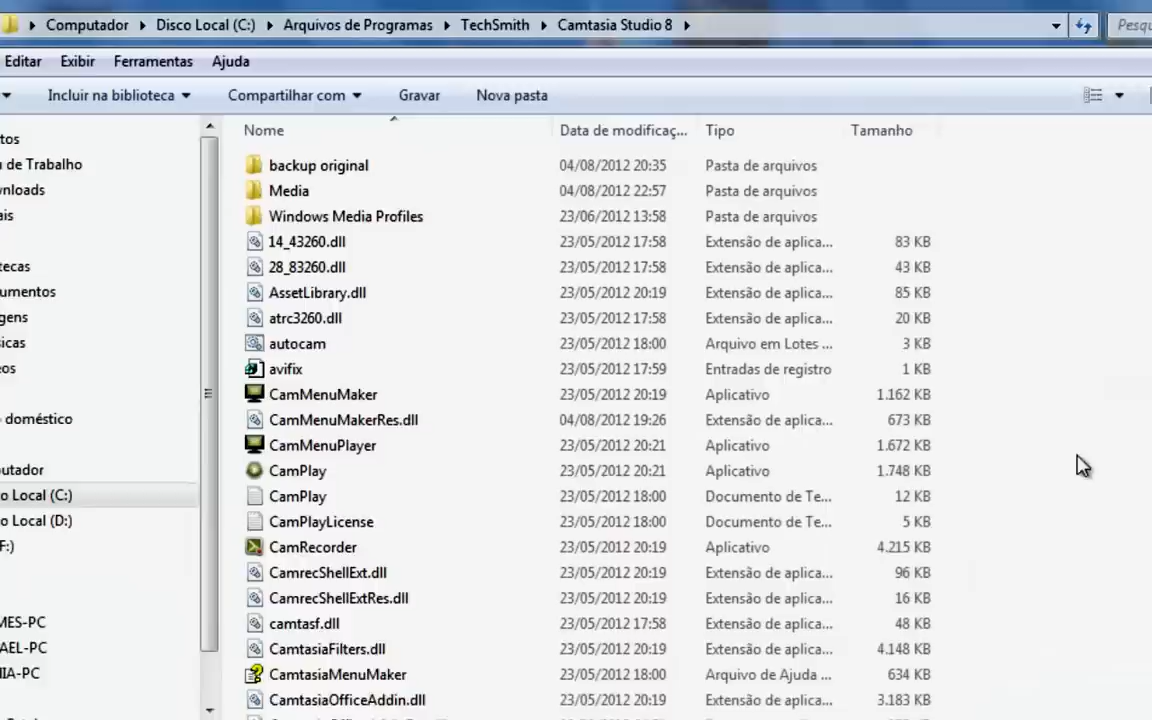 Computador Disco Local (C:) Arquivos de Programas TechSmith Camtasia Studio 8 Pesqu
Editar Exibir Ferramentas Ajuda
Incluir na biblioteca Compartilhar com Gravar Nova pasta
Nome Data de modificaç... Tipo Tamanho
tos
de Trabalho
vnloads
ais
tecas
umentos
gens
sicas
os
doméstico
outador
o Local (C:)
o Local (D:)
F:)
MES-PC
AEL-PC
IIA-PC
backup original 04/08/2012 20:35 Pasta de arquivos
Media 04/08/2012 22:57 Pasta de arquivos
Windows Media Profiles 23/06/2012 13:58 Pasta de arquivos
14_43260.dll 23/05/2012 17:58 Extensão de aplica... 83 KB
28_83260.dll 23/05/2012 17:58 Extensão de aplica... 43 KB
AssetLibrary.dll 23/05/2012 20:19 Extensão de aplica... 85 KB
atrc3260.dll 23/05/2012 17:58 Extensão de aplica... 20 KB
autocam 23/05/2012 18:00 Arquivo em Lotes ... 3 KB
avifix 23/05/2012 17:59 Entradas de registro 1 KB
CamMenuMaker 23/05/2012 20:19 Aplicativo 1.162 KB
CamMenuMakerRes.dll 04/08/2012 19:26 Extensão de aplica... 673 KB
CamMenuPlayer 23/05/2012 20:21 Aplicativo 1.672 KB
CamPlay 23/05/2012 20:21 Aplicativo 1.748 KB
CamPlay 23/05/2012 18:00 Documento de Te... 12 KB
CamPlayLicense 23/05/2012 18:00 Documento de Te... 5 KB
CamRecorder 23/05/2012 20:19 Aplicativo 4.215 KB
CamrecShellExt.dll 23/05/2012 20:19 Extensão de aplica... 96 KB
CamrecShellExtRes.dll 23/05/2012 20:19 Extensão de aplica... 16 KB
camtasf.dll 23/05/2012 17:58 Extensão de aplica... 48 KB
CamtasiaFilters.dll 23/05/2012 20:19 Extensão de aplica... 4.148 KB
CamtasiaMenuMaker 23/05/2012 18:00 Arquivo de Ajuda ... 634 KB
CamtasiaOfficeAddin.dll 23/05/2012 20:19 Extensão de aplica... 3.183 KB